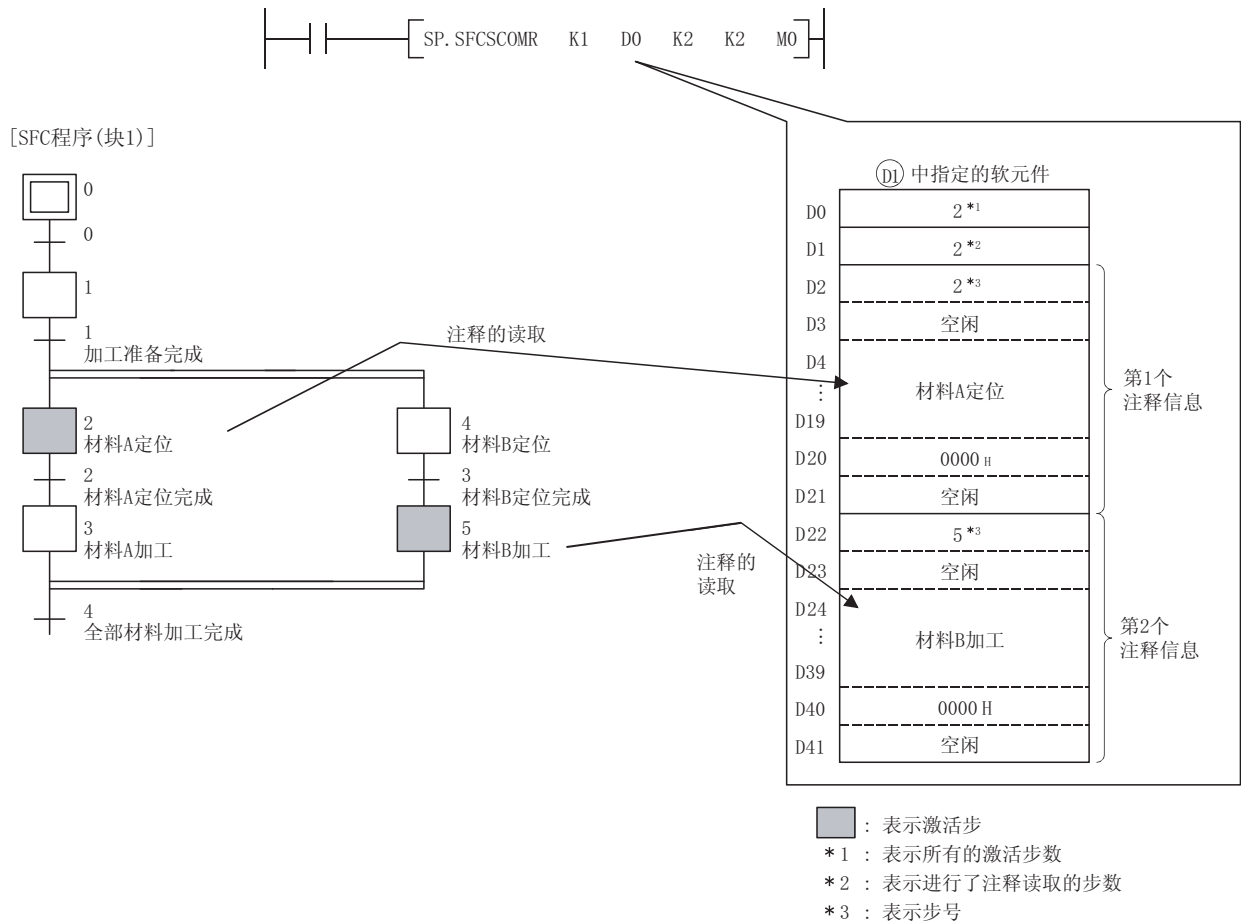 SP.SFCSCOMR K1 D0 K2 K2 M0
[SFC程序(块1)]
0
0
1
1
加工准备完成
2
材料A定位
2
材料A定位完成
3
材料A加工
4
材料B定位
3
材料B定位完成
5
材料B加工
4
全部材料加工完成
注释的读取
注释的
读取
D1 中指定的软元件
D0 2*1
D1 2*2
D2 2*3
D3 空闲
D4
⋮
D19
材料A定位
D20 0000H
D21 空闲
第1个
注释信息
D22 5*3
D23 空闲
D24
⋮
D39
材料B加工
D40 0000H
D41 空闲
第2个
注释信息
: 表示激活步
*1 : 表示所有的激活步数
*2 : 表示进行了注释读取的步数
*3 : 表示步号